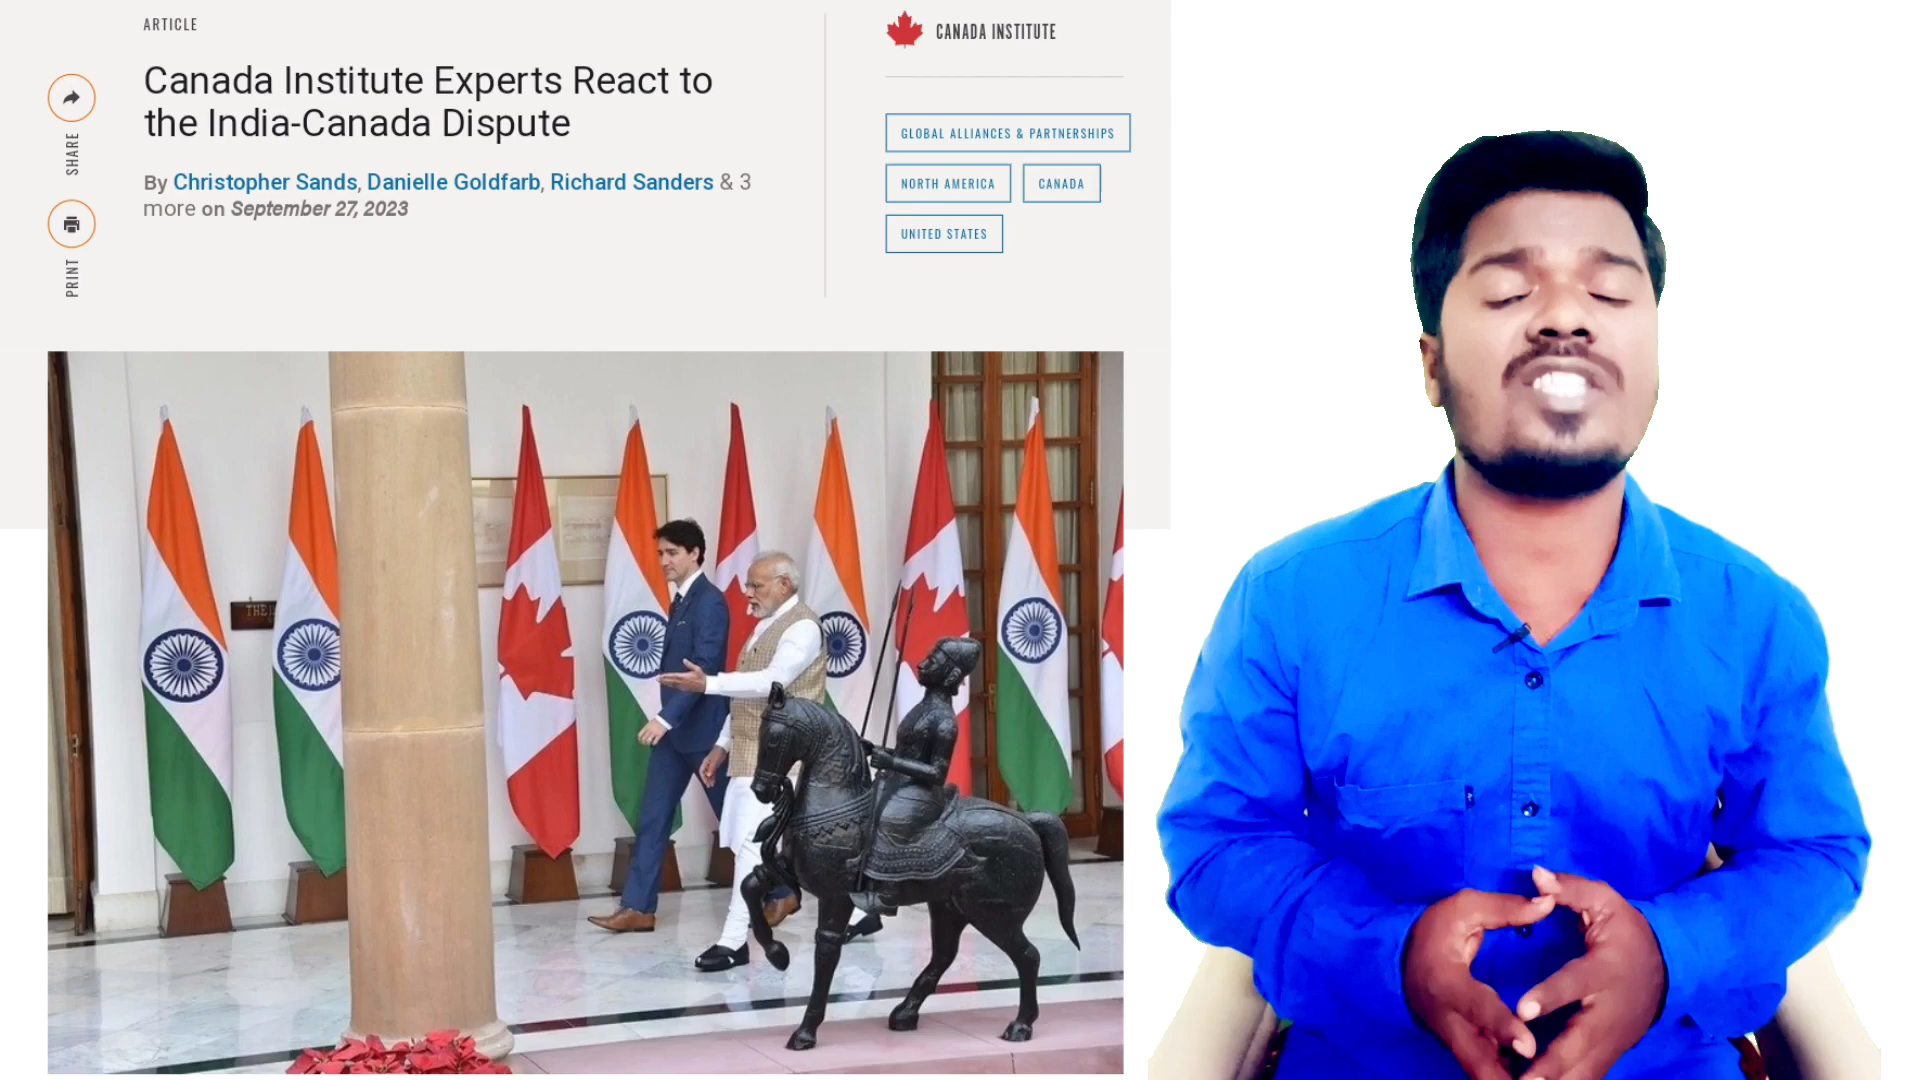 ARTICLE
Canada Institute Experts React to
the India-Canada Dispute
By Christopher Sands, Danielle Goldfarb, Richard Sanders & 3
more on September 27, 2023
SHARE
PRINT
CANADA INSTITUTE
GLOBAL ALLIANCES & PARTNERSHIPS
NORTH AMERICA
CANADA
UNITED STATES
THE